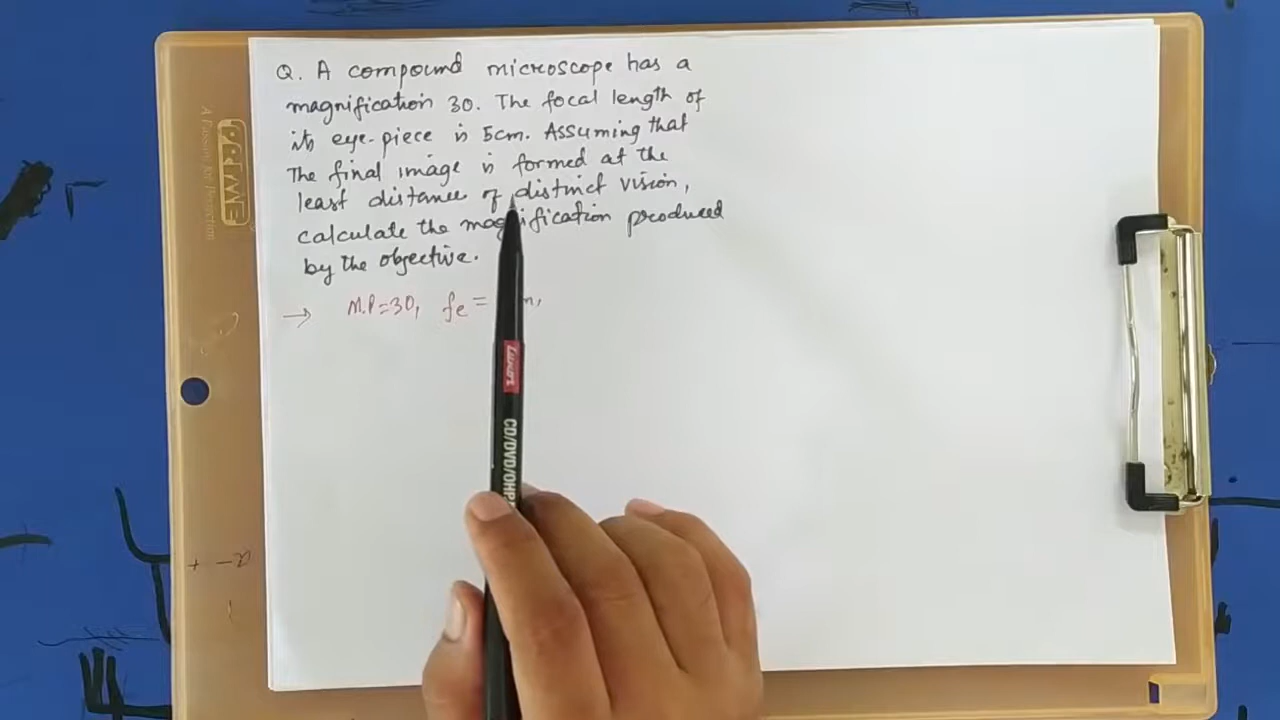 Q. A compound microscope has a
magnification 30. The focal length of
its eye-piece is 5cm. Assuming that
The final image is formed at the
least distance of distinct vision,
calculate the magnification produced
by the objective.
→ M.P=30, fe =
Luxor
CD/DVD/OHP